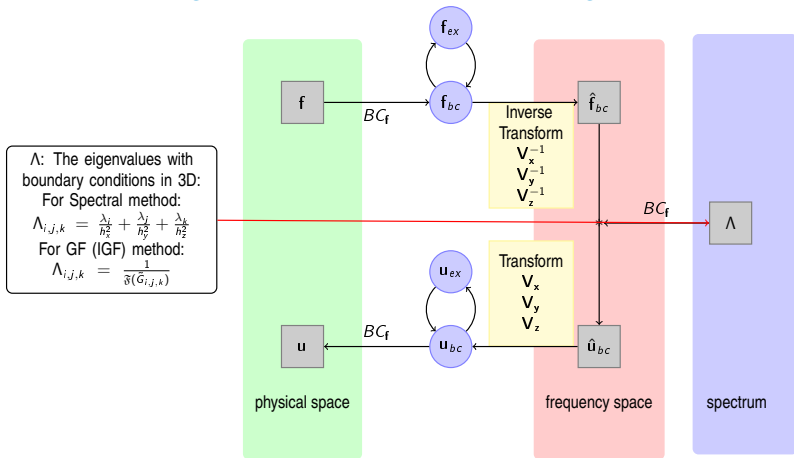 f_ex
f
BC_f
f_bc
Inverse
Transform
V_x^{-1}
V_y^{-1}
V_z^{-1}
f̂_bc
Λ: The eigenvalues with
boundary conditions in 3D:
For Spectral method:
Λ_{i,j,k} = λ_i/h_x^2 + λ_j/h_y^2 + λ_k/h_z^2
For GF (IGF) method:
Λ_{i,j,k} = 1/𝔉(G̃_{i,j,k})
BC_f
Λ
u_ex
Transform
V_x
V_y
V_z
u
BC_f
u_bc
û_bc
physical space
frequency space
spectrum